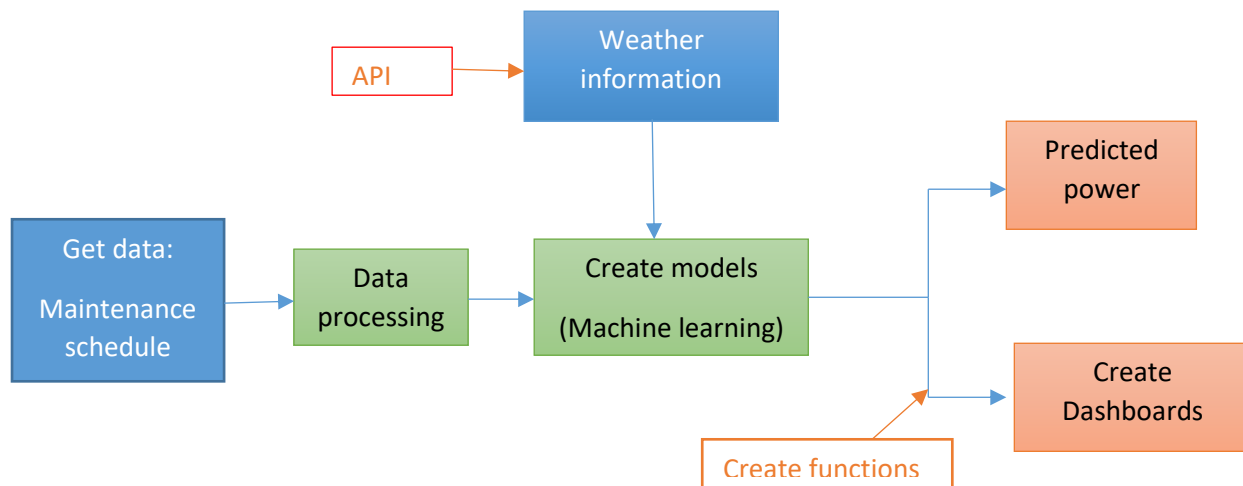 Weather
information
API
Predicted
power
Get data:
Maintenance
schedule
Data
processing
Create models
(Machine learning)
Create
Dashboards
Create functions